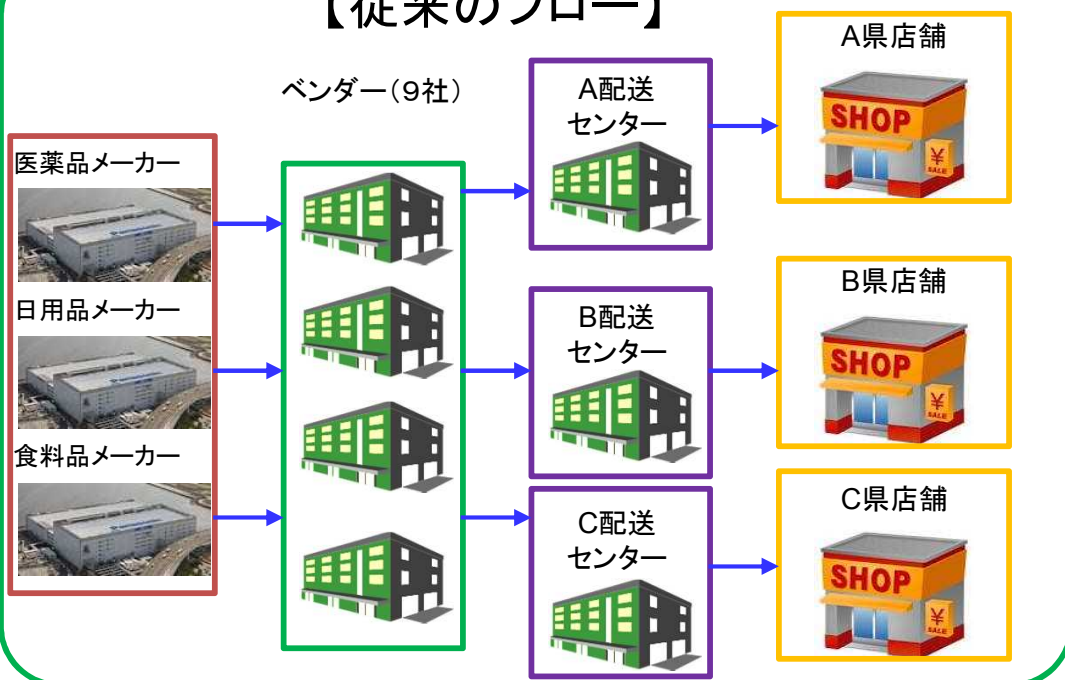 【従来のフロー】
ベンダー(9社)
医薬品メーカー
日用品メーカー
食料品メーカー
A配送
センター
B配送
センター
C配送
センター
A県店舗
SHOP
¥
SALE
B県店舗
SHOP
¥
SALE
C県店舗
SHOP
¥
SALE